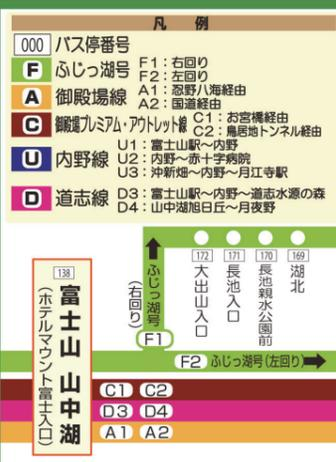 凡 例
000 バス停番号
F ふじっ湖号 F1：右回り
F2：左回り
A 御殿場線 A1：忍野八海経由
A2：国道経由
C 御殿場プレミアム・アウトレット線 C1：お宮橋経由
C2：鳥居地トンネル経由
U 内野線 U1：富士山駅～内野
U2：内野～赤十字病院
U3：沖新畑～内野～月江寺駅
D 道志線 D3：富士山駅～内野～道志水源の森
D4：山中湖旭日丘～月夜野
138
富士山 山中湖
（ホテルマウント富士入口）
ふじっ湖号
（右回り）
F1
172
大出山入口
171
長池入口
170
長池親水公園前
169
湖北
F2 ふじっ湖号（左回り）
C1 C2
D3 D4
A1 A2